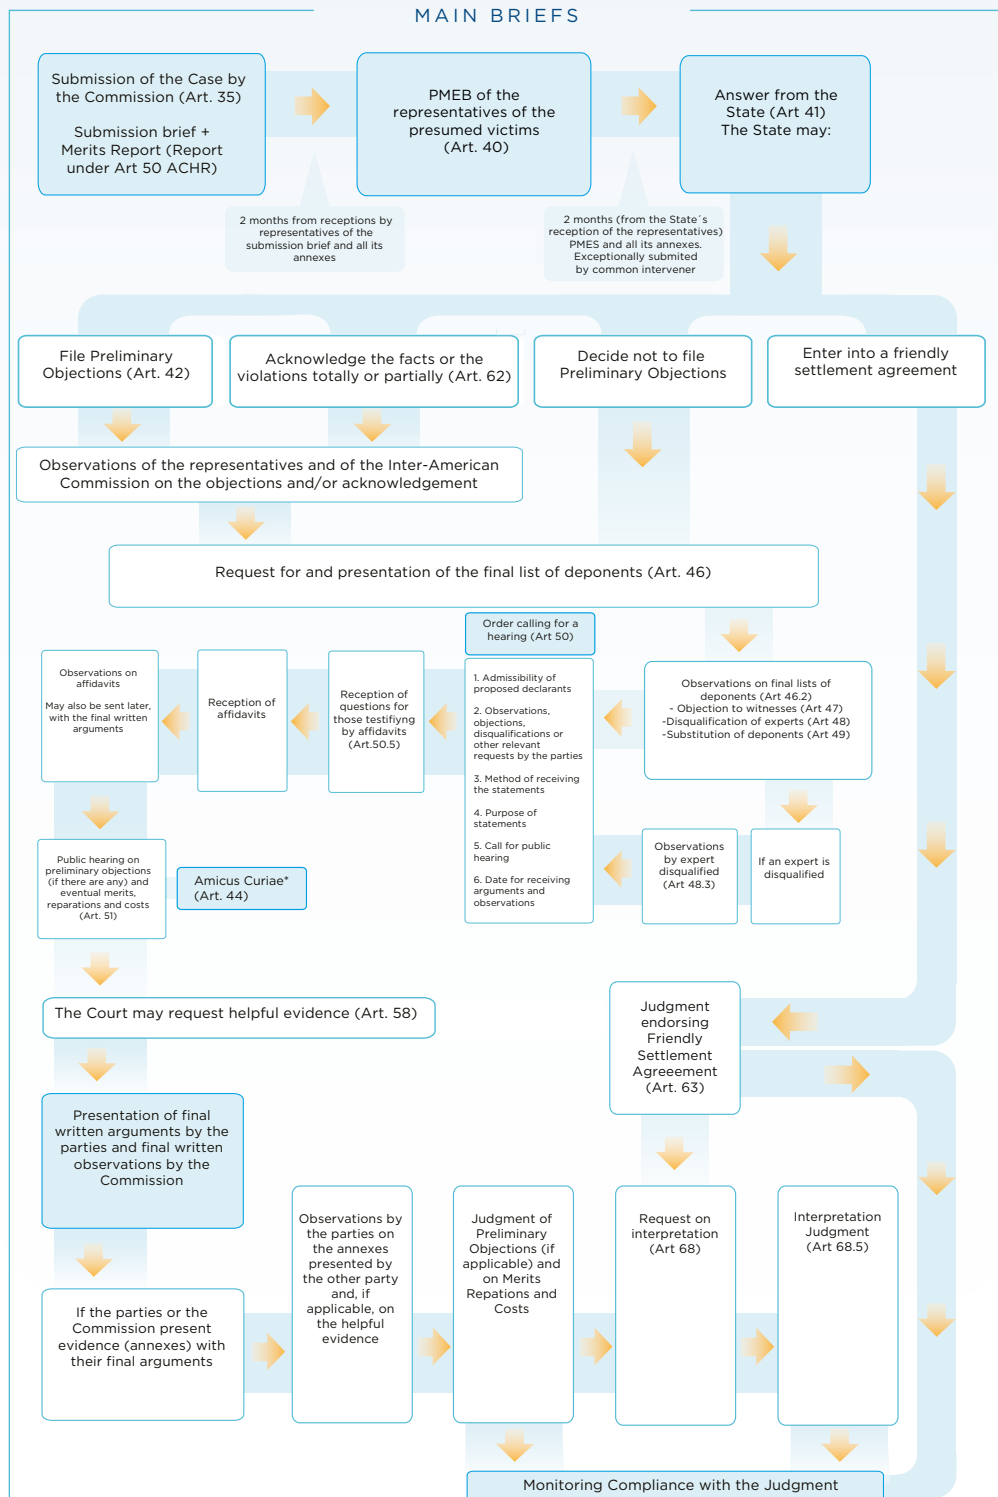 MAIN BRIEFS
Submission of the Case by
the Commission (Art. 35)
Submission brief +
Merits Report (Report
under Art 50 ACHR)
PMEB of the
representatives of the
presumed victims
(Art. 40)
Answer from the
State (Art 41)
The State may:
2 months from receptions by
representatives of the
submission brief and all its
annexes
2 months (from the State´s
reception of the representatives)
PMES and all its annexes.
Exceptionally submited
by common intervener
File Preliminary
Objections (Art. 42)
Acknowledge the facts or the
violations totally or partially (Art. 62)
Decide not to file
Preliminary Objections
Enter into a friendly
settlement agreement
Observations of the representatives and of the Inter-American
Commission on the objections and/or acknowledgement
Request for and presentation of the final list of deponents (Art. 46)
Observations on final lists of
deponents (Art 46.2)
- Objection to witnesses (Art 47)
-Disqualification of experts (Art 48)
-Substitution of deponents (Art 49)
If an expert is
disqualified
Observations
by expert
disqualified
(Art 48.3)
Order calling for a
hearing (Art 50)
1. Admissibility of
proposed declarants
2. Observations,
objections,
disqualifications or
other relevant
requests by the parties
3. Method of receiving
the statements
4. Purpose of
statements
5. Call for public
hearing
6. Date for receiving
arguments and
observations
Reception of
questions for
those testifiyng
by affidavits
(Art.50.5)
Reception of
affidavits
Observations on
affidavits
May also be sent later,
with the final written
arguments
Public hearing on
preliminary objections
(if there are any) and
eventual merits,
reparations and costs
(Art. 51)
Amicus Curiae*
(Art. 44)
The Court may request helpful evidence (Art. 58)
Judgment
endorsing
Friendly
Settlement
Agreeement
(Art. 63)
Presentation of final
written arguments by the
parties and final written
observations by the
Commission
If the parties or the
Commission present
evidence (annexes) with
their final arguments
Observations by
the parties on
the annexes
presented by
the other party
and, if
applicable, on
the helpful
evidence
Judgment of
Preliminary
Objections (if
applicable) and
on Merits
Repations and
Costs
Request on
interpretation
(Art 68)
Interpretation
Judgment
(Art 68.5)
Monitoring Compliance with the Judgment